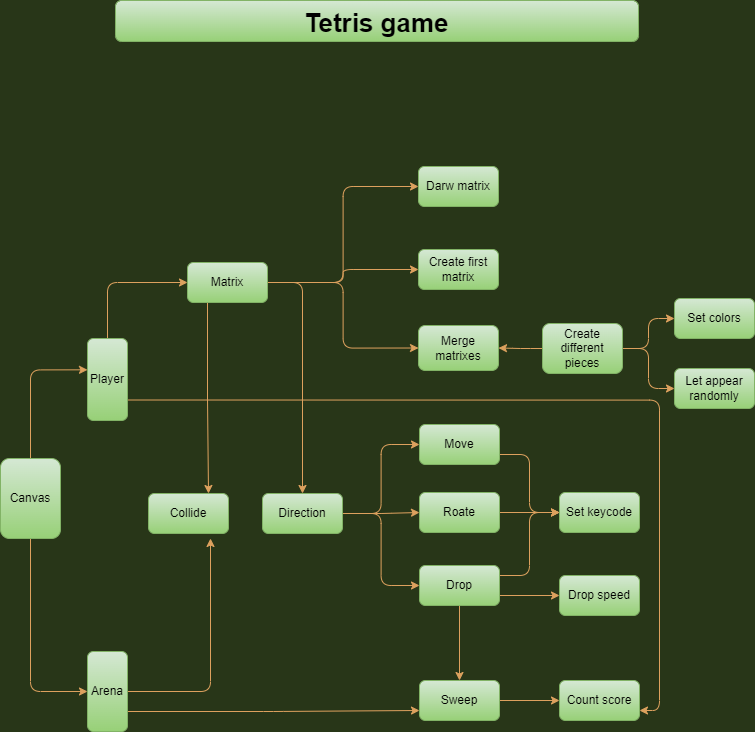 Tetris game
Darw matrix
Create first
matrix
Matrix
Set colors
Merge
matrixes
Create
different
pieces
Let appear
randomly
Player
Move
Canvas
Collide
Direction
Roate
Set keycode
Drop
Drop speed
Arena
Sweep
Count score